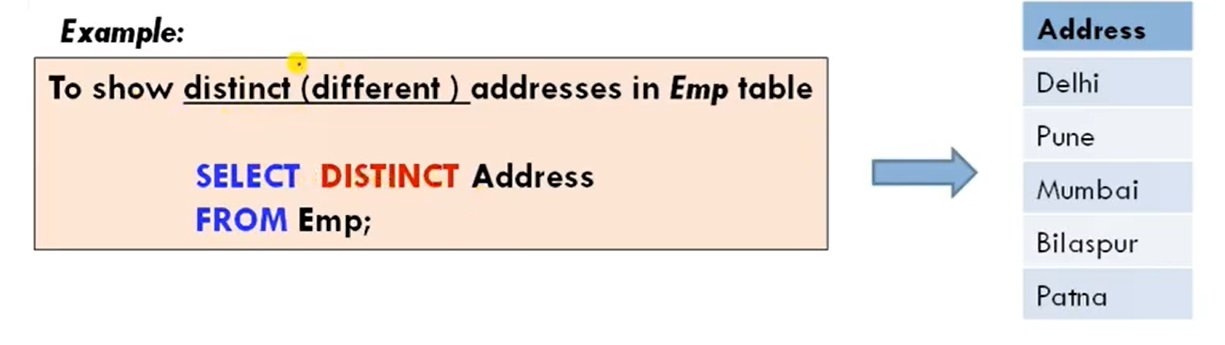 Example:
To show distinct (different ) addresses in Emp table
SELECT DISTINCT Address
FROM Emp;
Address
Delhi
Pune
Mumbai
Bilaspur
Patna